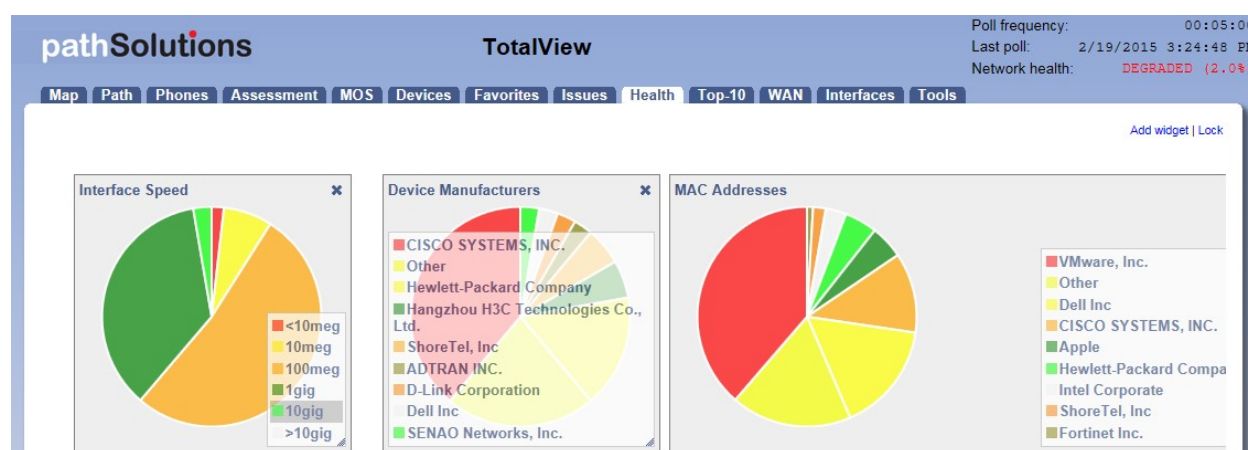 pathSolutions
TotalView
Poll frequency: 00:05:00
Last poll: 2/19/2015 3:24:48 P
Network health: DEGRADED (2.0%
Map Path Phones Assessment MOS Devices Favorites Issues Health Top-10 WAN Interfaces Tools
Add widget | Lock
Interface Speed
<10meg
10meg
100meg
1gig
10gig
>10gig
Device Manufacturers
CISCO SYSTEMS, INC.
Other
Hewlett-Packard Company
Hangzhou H3C Technologies Co.,
Ltd.
ShoreTel, Inc
ADTRAN INC.
D-Link Corporation
Dell Inc
SENAO Networks, Inc.
MAC Addresses
VMware, Inc.
Other
Dell Inc
CISCO SYSTEMS, INC.
Apple
Hewlett-Packard Compa
Intel Corporate
ShoreTel, Inc
Fortinet Inc.